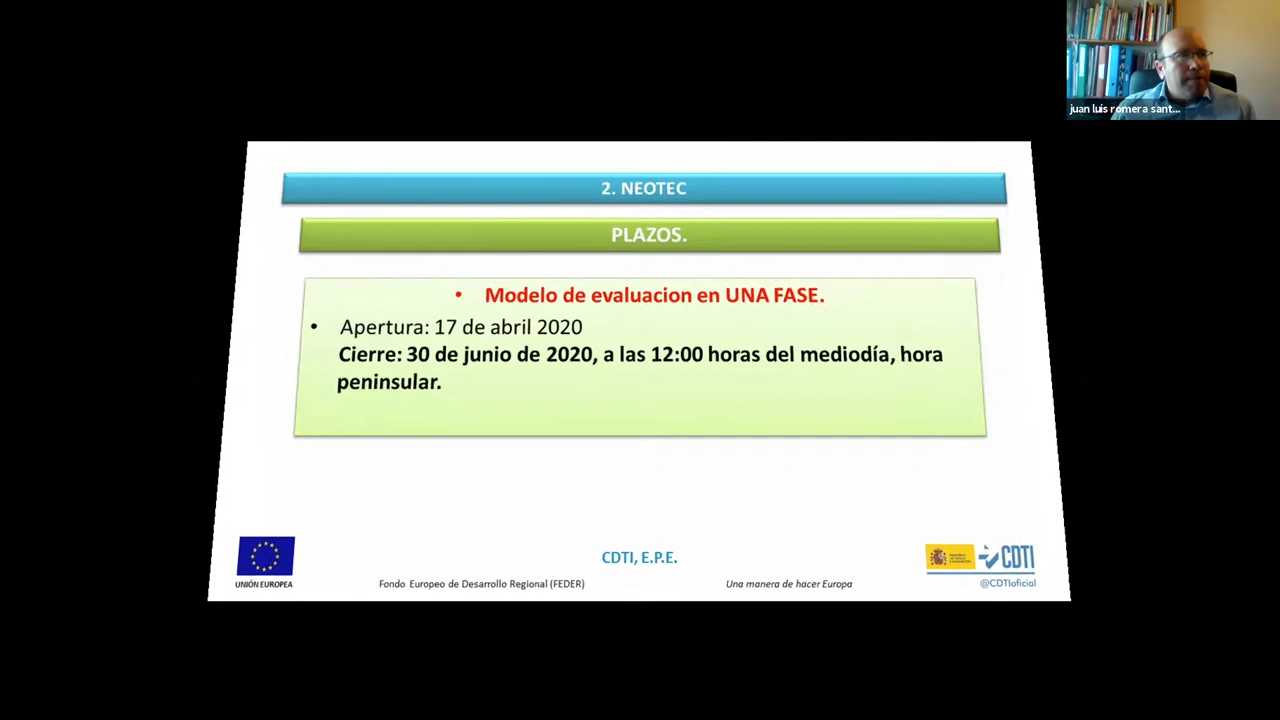 juan luis romera sant...
2. NEOTEC
PLAZOS.
• Modelo de evaluacion en UNA FASE.
• Apertura: 17 de abril 2020
Cierre: 30 de junio de 2020, a las 12:00 horas del mediodía, hora
peninsular.
CDTI, E.P.E.
CDTI
UNIÓN EUROPEA
Fondo Europeo de Desarrollo Regional (FEDER)
Una manera de hacer Europa
@CDTIoficial